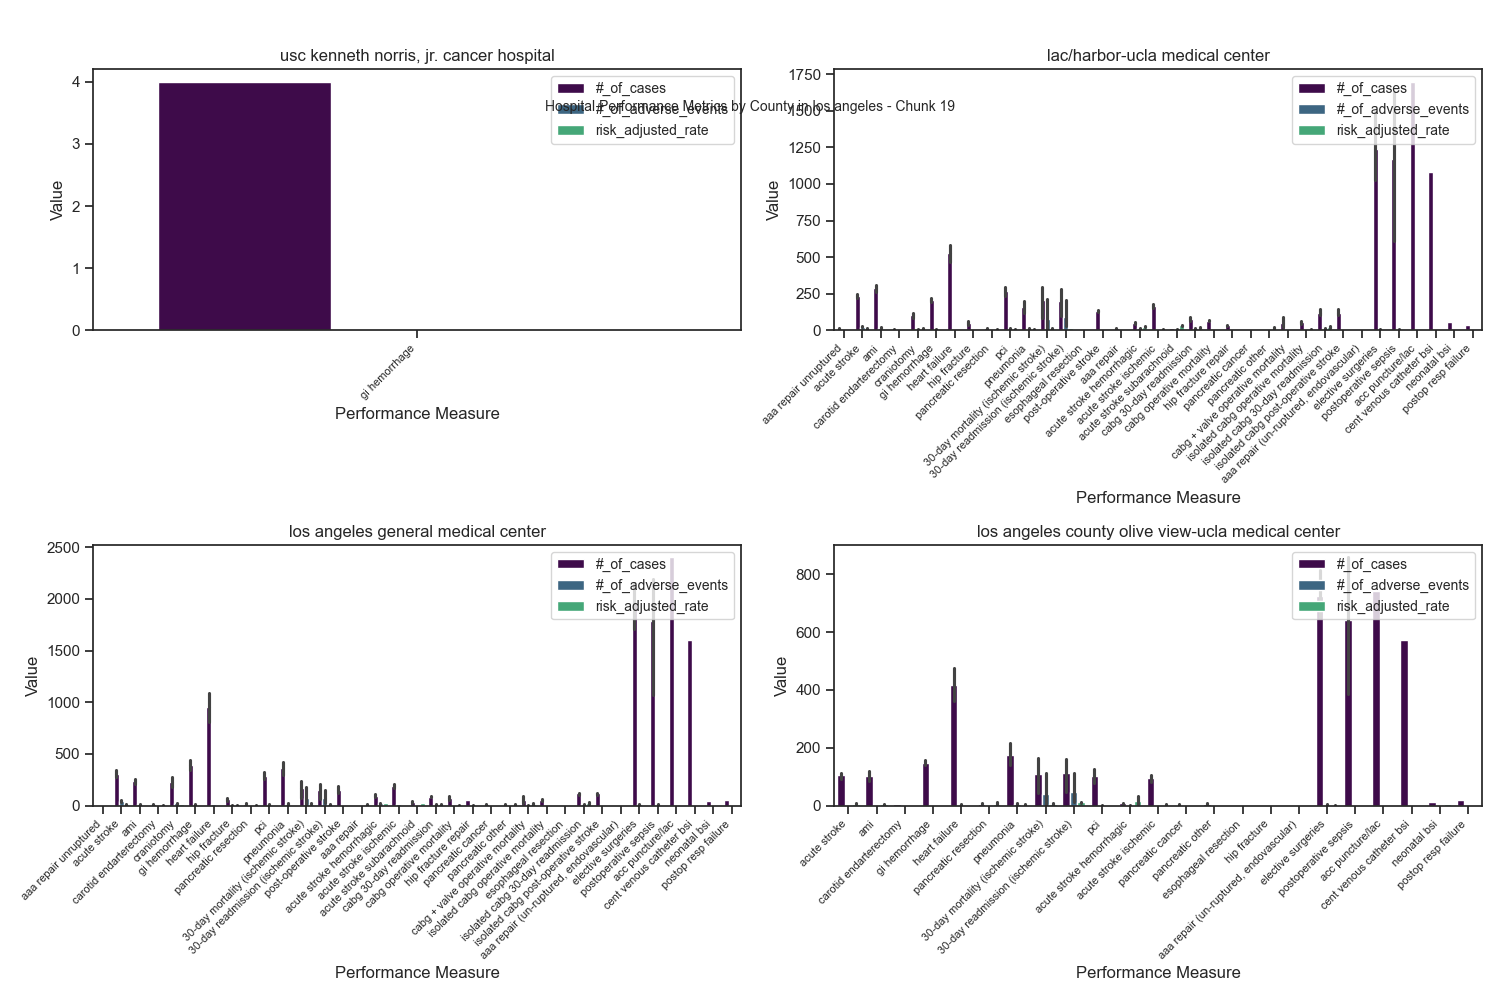 usc kenneth norris, jr. cancer hospital
4
3
2
1
0
Value
#_of_cases
#_of_adverse_events
risk_adjusted_rate
gi hemorrhage
Performance Measure
Hospital Performance Metrics by County in los angeles - Chunk 19
lac/harbor-ucla medical center
1750
1500
1250
1000
750
500
250
0
Value
#_of_cases
#_of_adverse_events
risk_adjusted_rate
aaa repair unruptured
acute stroke
ami
carotid endarterectomy
craniotomy
gi hemorrhage
heart failure
hip fracture
pancreatic resection
pci
pneumonia
30-day mortality (ischemic stroke)
30-day readmission (ischemic stroke)
esophageal resection
post-operative stroke
aaa repair
acute stroke hemorrhagic
acute stroke ischemic
acute stroke subarachnoid
cabg 30-day readmission
cabg operative mortality
hip fracture repair
pancreatic cancer
pancreatic other
cabg + valve operative mortality
isolated cabg operative mortality
isolated cabg 30-day readmission
isolated cabg post-operative stroke
aaa repair (un-ruptured, endovascular)
elective surgeries
postoperative sepsis
acc puncture/lac
cent venous catheter bsi
neonatal bsi
postop resp failure
Performance Measure
los angeles general medical center
2500
2000
1500
1000
500
0
Value
#_of_cases
#_of_adverse_events
risk_adjusted_rate
aaa repair unruptured
acute stroke
ami
carotid endarterectomy
craniotomy
gi hemorrhage
heart failure
hip fracture
pancreatic resection
pci
pneumonia
30-day mortality (ischemic stroke)
30-day readmission (ischemic stroke)
post-operative stroke
aaa repair
acute stroke hemorrhagic
acute stroke ischemic
acute stroke subarachnoid
cabg 30-day readmission
cabg operative mortality
hip fracture repair
pancreatic cancer
pancreatic other
cabg + valve operative mortality
isolated cabg operative mortality
esophageal resection
isolated cabg 30-day readmission
isolated cabg post-operative stroke
aaa repair (un-ruptured, endovascular)
elective surgeries
postoperative sepsis
acc puncture/lac
cent venous catheter bsi
neonatal bsi
postop resp failure
Performance Measure
los angeles county olive view-ucla medical center
800
600
400
200
0
Value
#_of_cases
#_of_adverse_events
risk_adjusted_rate
acute stroke
ami
carotid endarterectomy
gi hemorrhage
heart failure
pancreatic resection
pneumonia
30-day mortality (ischemic stroke)
30-day readmission (ischemic stroke)
pci
acute stroke hemorrhagic
acute stroke ischemic
pancreatic cancer
pancreatic other
esophageal resection
hip fracture
aaa repair (un-ruptured, endovascular)
elective surgeries
postoperative sepsis
acc puncture/lac
cent venous catheter bsi
neonatal bsi
postop resp failure
Performance Measure